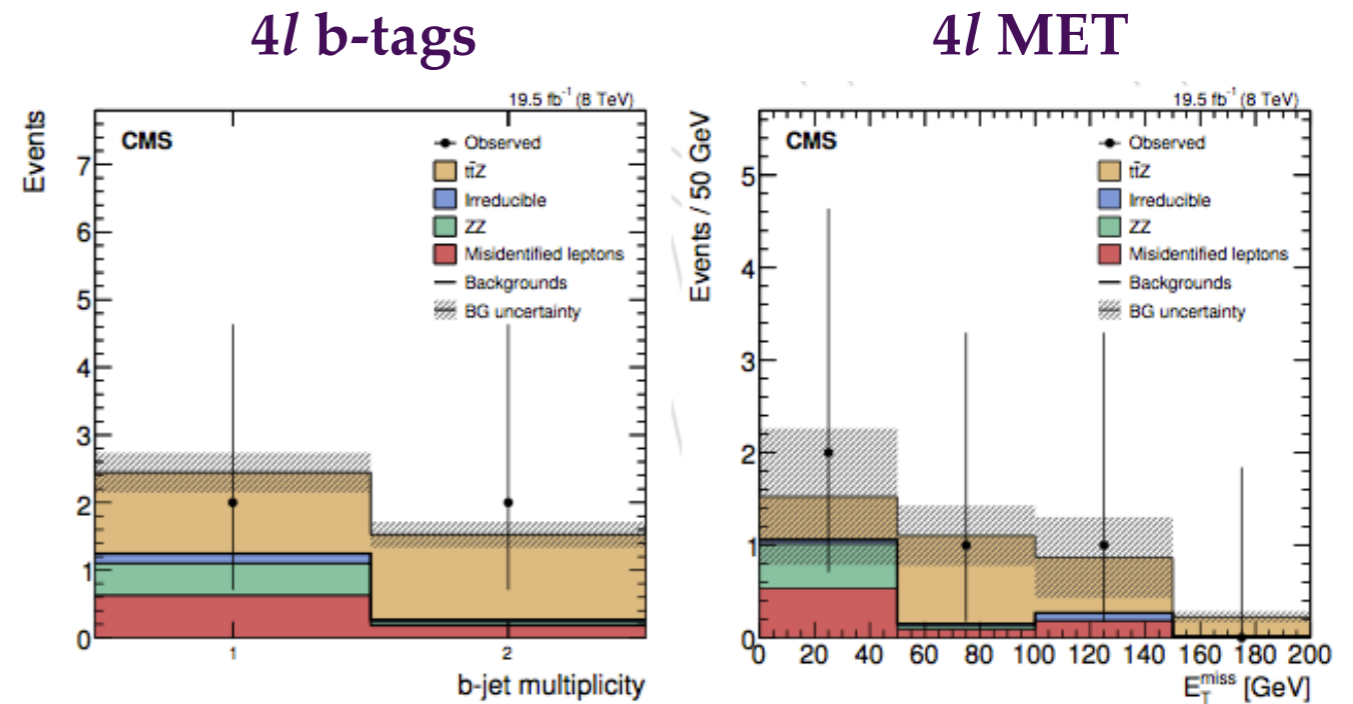 4l b-tags
19.5 fb⁻¹ (8 TeV)
Events
CMS
Observed
tt̄Z
Irreducible
ZZ
Misidentified leptons
Backgrounds
BG uncertainty
7
6
5
4
3
2
1
0
1 2
b-jet multiplicity
4l MET
19.5 fb⁻¹ (8 TeV)
Events / 50 GeV
CMS
Observed
tt̄Z
Irreducible
ZZ
Misidentified leptons
Backgrounds
BG uncertainty
5
4
3
2
1
0
0 20 40 60 80 100 120 140 160 180 200
E_T^miss [GeV]